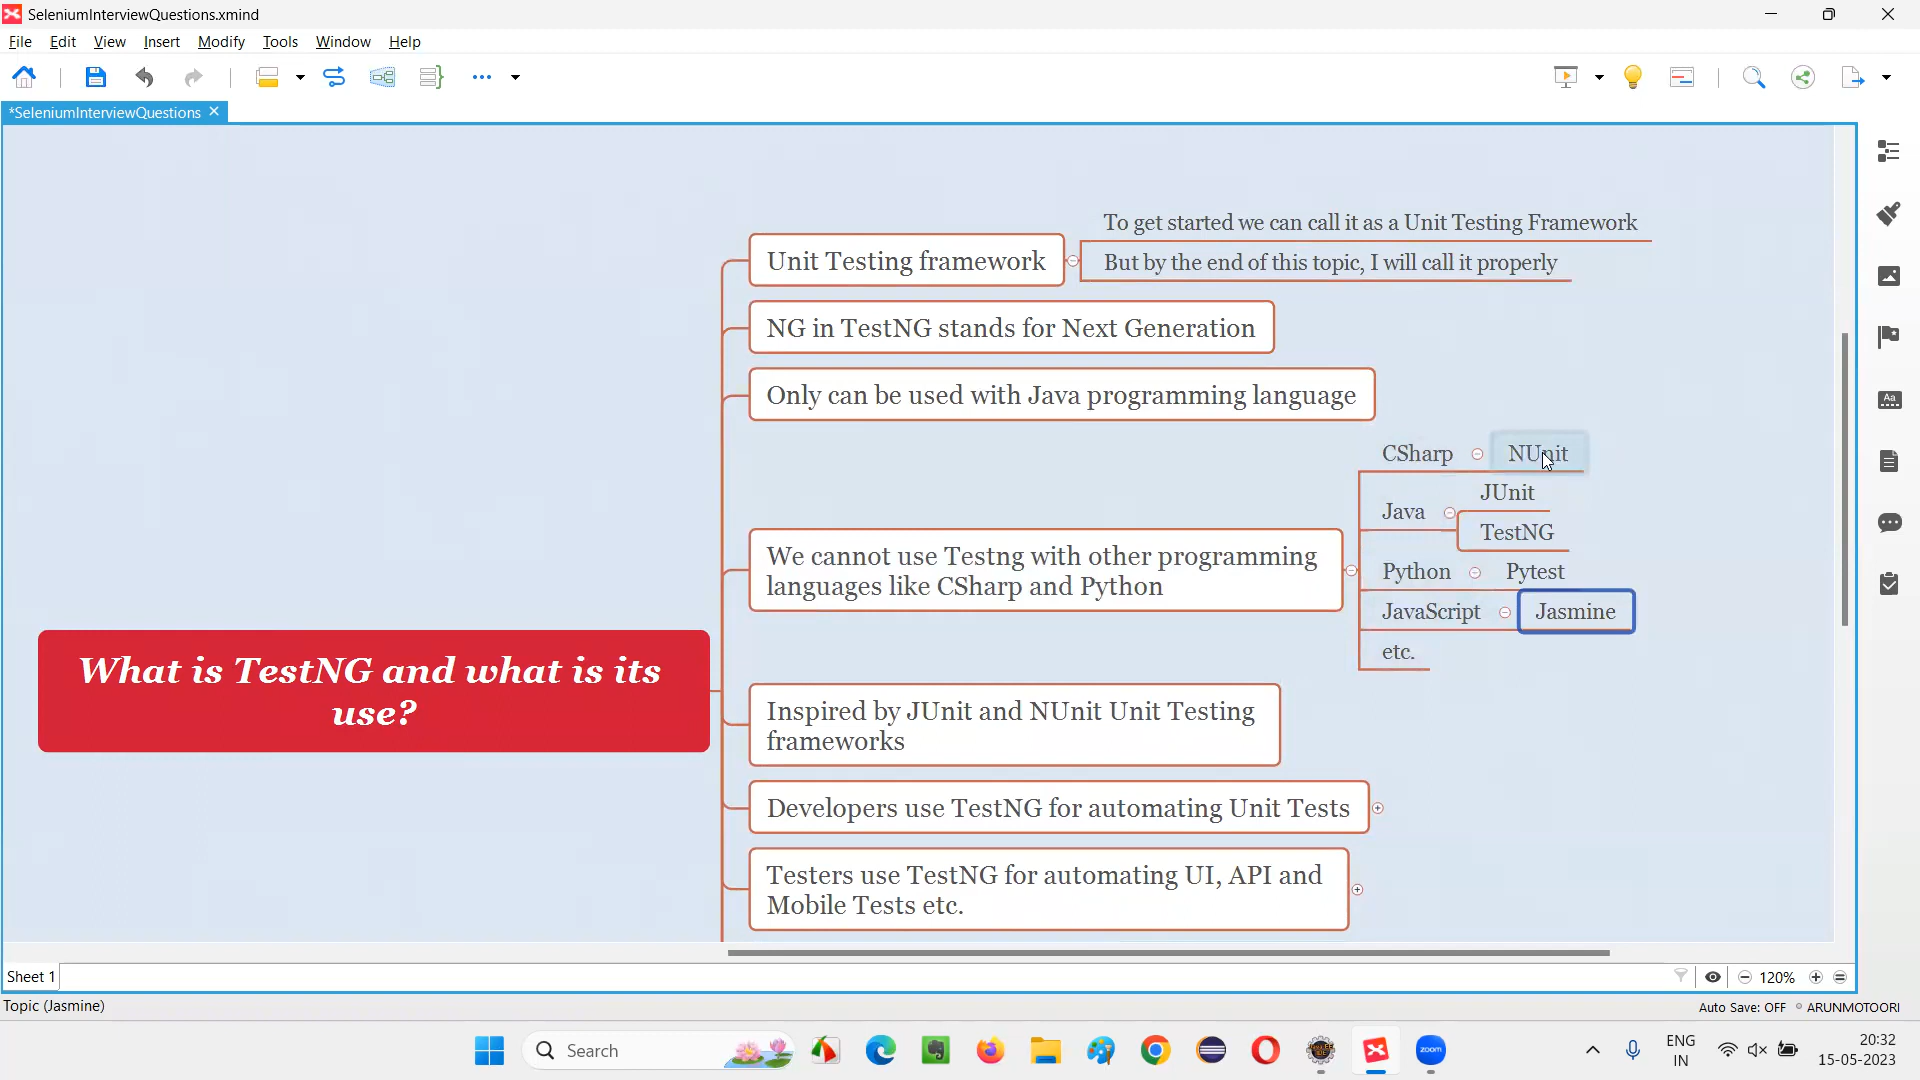 SeleniumInterviewQuestions.xmind
File Edit View Insert Modify Tools Window Help
*SeleniumInterviewQuestions
To get started we can call it as a Unit Testing Framework
Unit Testing framework
But by the end of this topic, I will call it properly
NG in TestNG stands for Next Generation
Only can be used with Java programming language
CSharp NUnit
JUnit
Java
TestNG
We cannot use Testng with other programming
languages like CSharp and Python
Python Pytest
JavaScript Jasmine
etc.
What is TestNG and what is its
use?
Inspired by JUnit and NUnit Unit Testing
frameworks
Developers use TestNG for automating Unit Tests
Testers use TestNG for automating UI, API and
Mobile Tests etc.
Sheet 1
120%
Topic (Jasmine)
Auto Save: OFF ARUNMOTOORI
Search
zoom
ENG
IN
20:32
15-05-2023